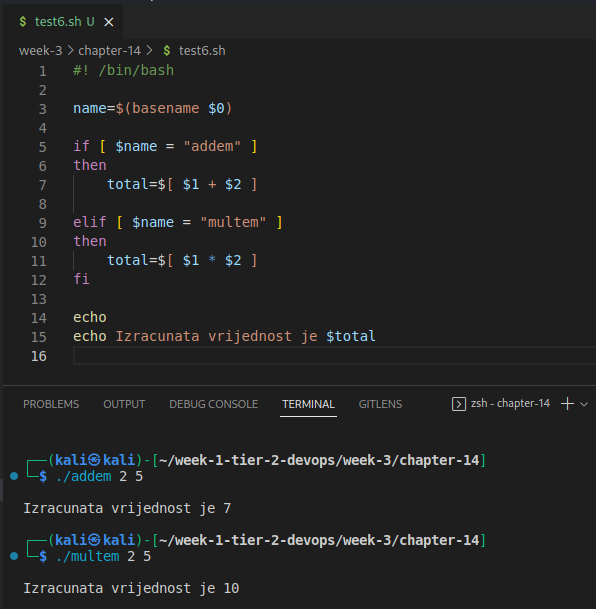 $ test6.sh U ×
week-3 > chapter-14 > $ test6.sh
1 #! /bin/bash
2
3 name=$(basename $0)
4
5 if [ $name = "addem" ]
6 then
7 total=$[ $1 + $2 ]
8
9 elif [ $name = "multem" ]
10 then
11 total=$[ $1 * $2 ]
12 fi
13
14 echo
15 echo Izracunata vrijednost je $total
16
PROBLEMS OUTPUT DEBUG CONSOLE TERMINAL GITLENS zsh - chapter-14
┌──(kali㉿kali)-[~/week-1-tier-2-devops/week-3/chapter-14]
└─$ ./addem 2 5
Izracunata vrijednost je 7
┌──(kali㉿kali)-[~/week-1-tier-2-devops/week-3/chapter-14]
└─$ ./multem 2 5
Izracunata vrijednost je 10